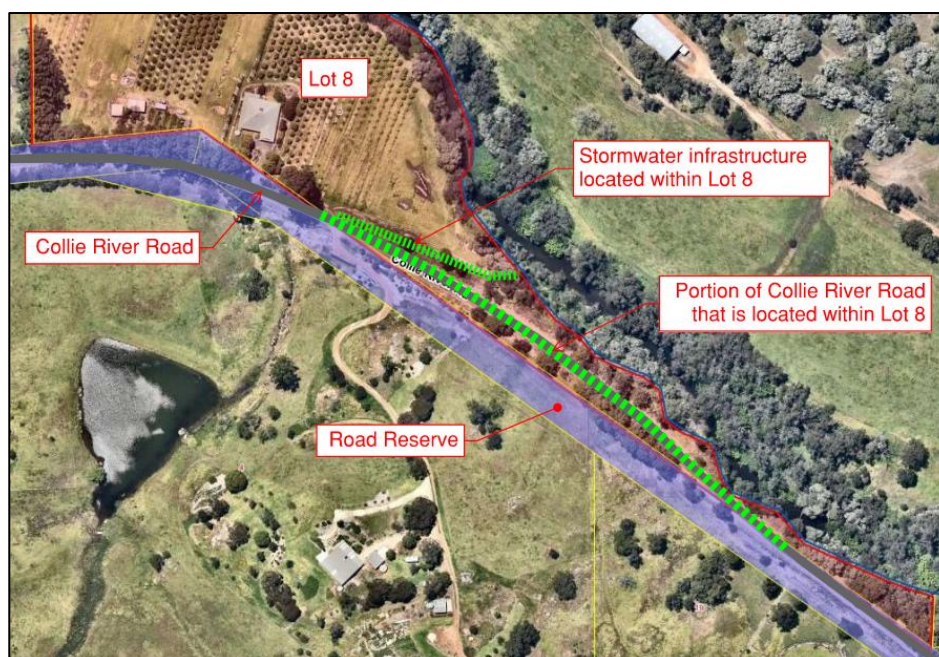 Lot 8
Stormwater infrastructure
located within Lot 8
Collie River Road
Portion of Collie River Road
that is located within Lot 8
Road Reserve